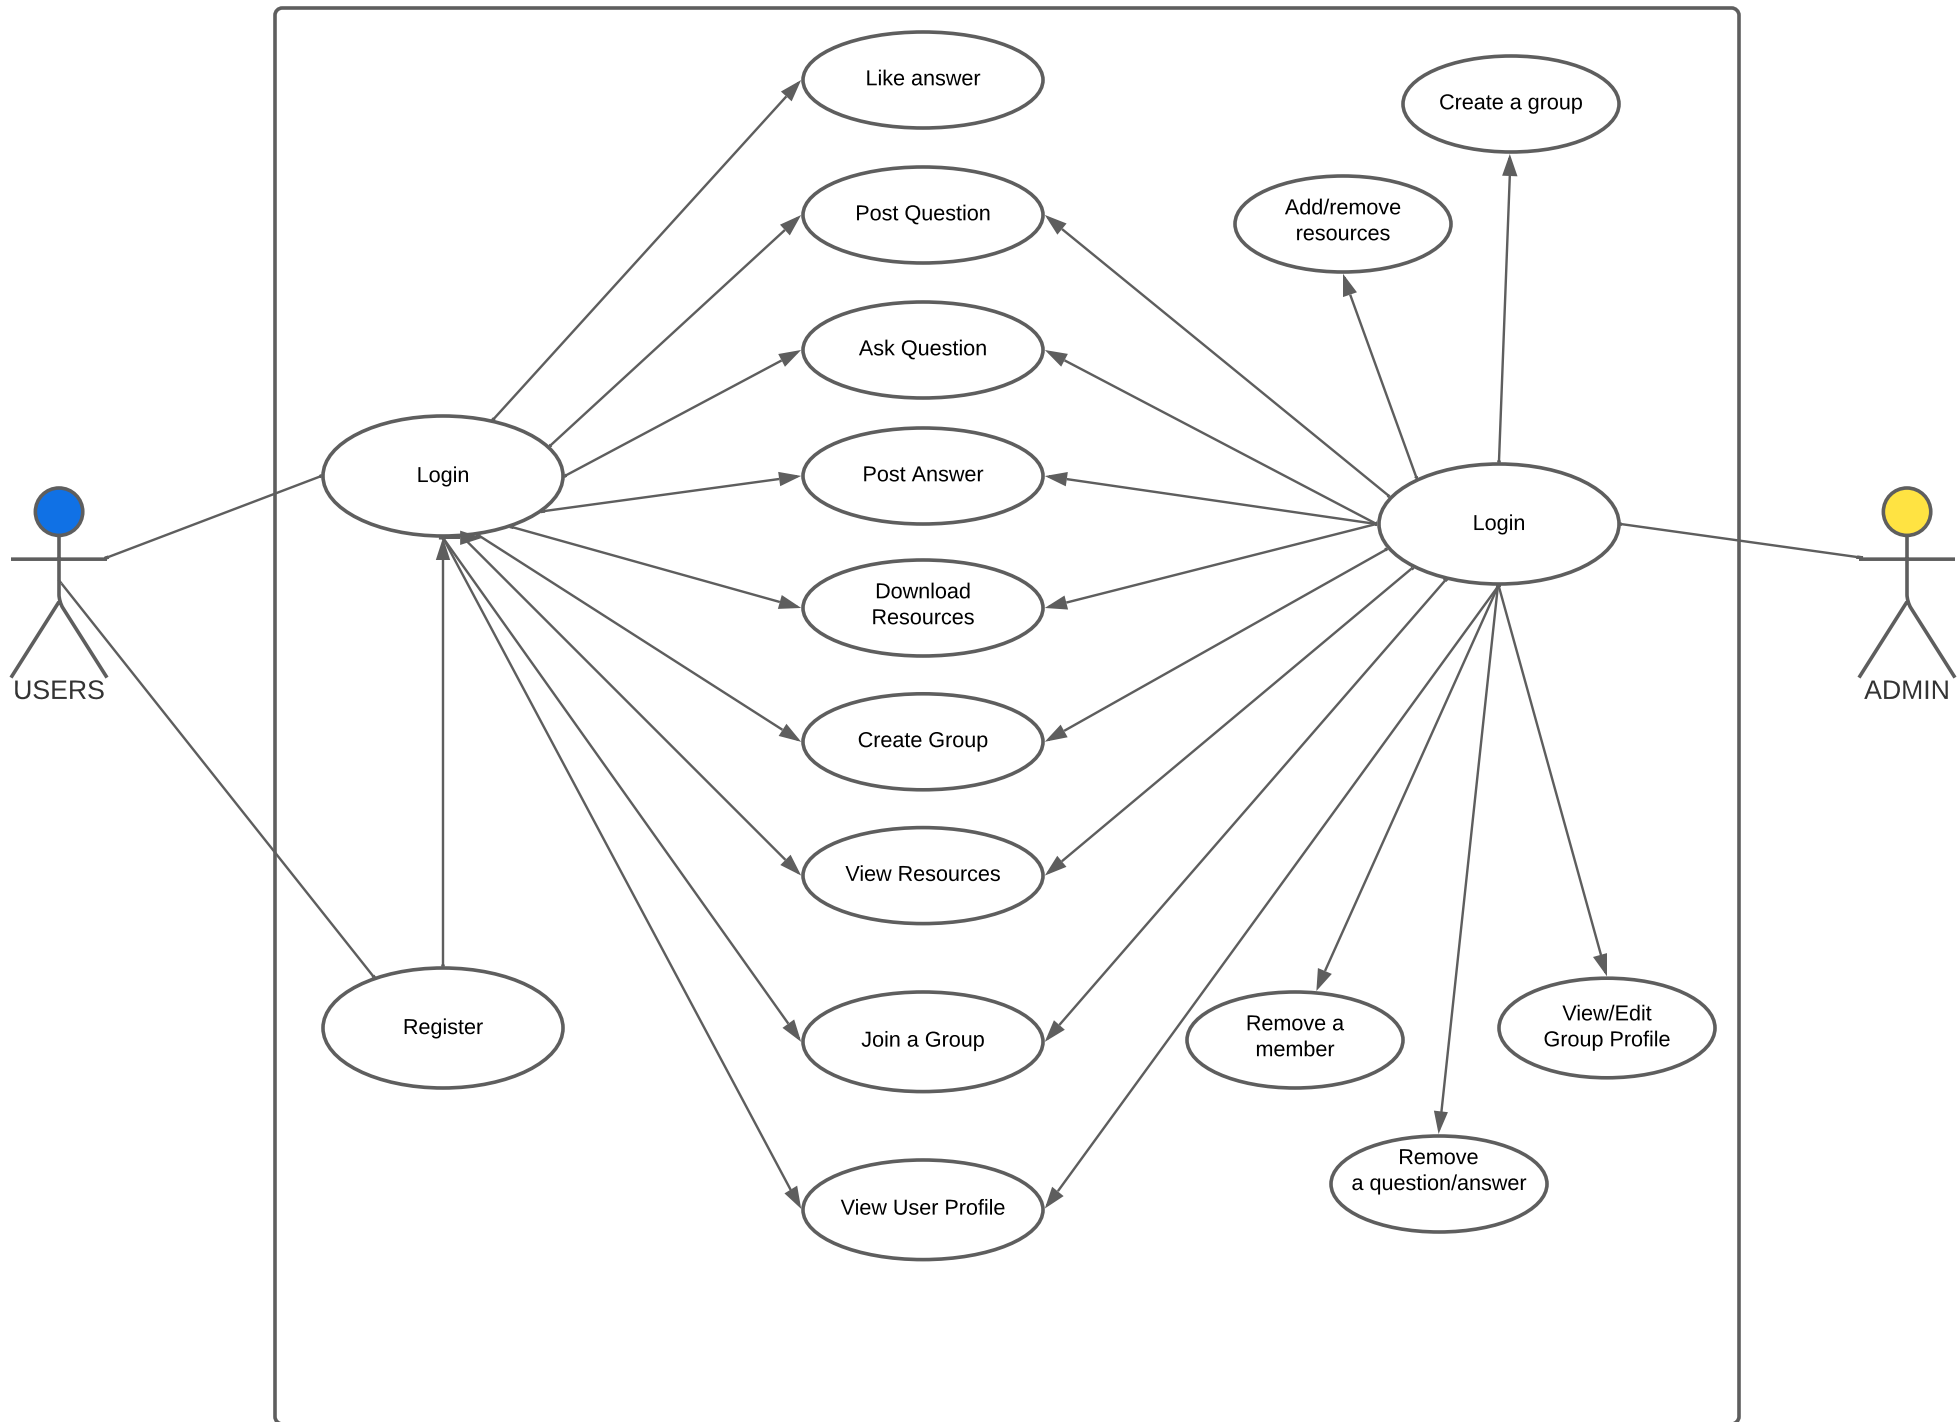 Like answer
Create a group
Post Question
Add/remove
resources
Ask Question
Login
Post Answer
Login
Download
Resources
USERS
ADMIN
Create Group
View Resources
Register
Join a Group
Remove a
member
View/Edit
Group Profile
Remove
a question/answer
View User Profile